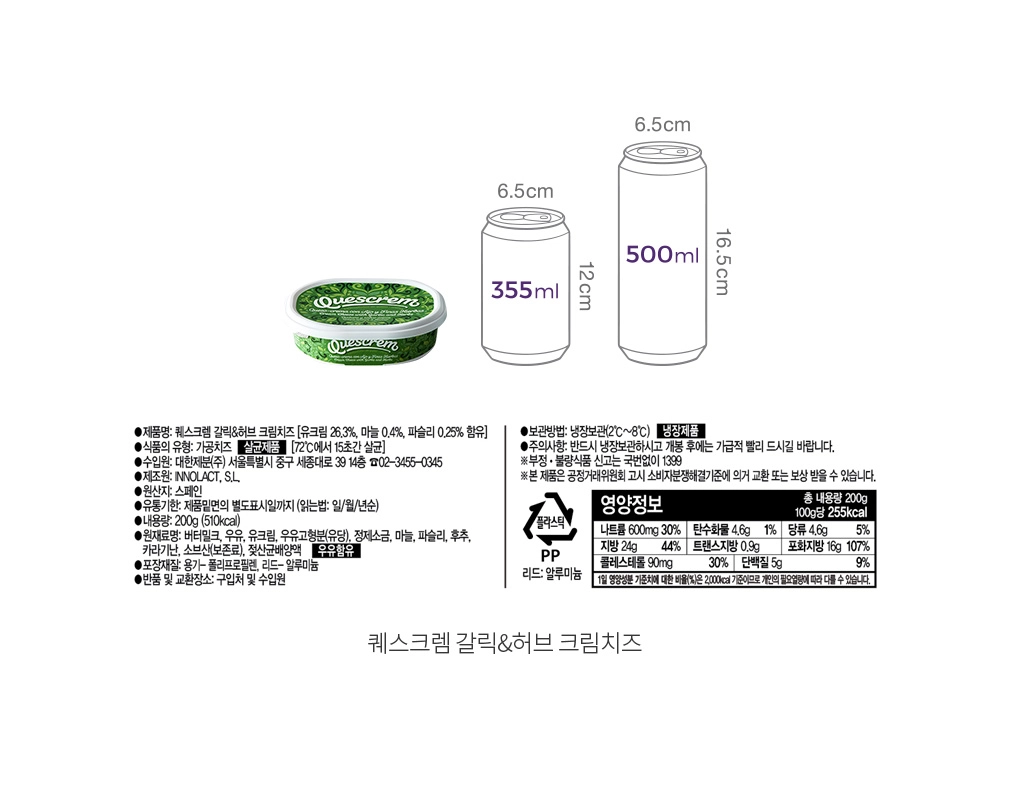 6.5cm
6.5cm
500ml
16.5cm
355ml
12cm
Quescrem
Quescrem
●제품명: 퀘스크렘 갈릭&허브 크림치즈 [유크림 26.3%, 마늘 0.4%, 파슬리 0.25% 함유]
●식품의 유형: 가공치즈 살균제품 [72℃에서 15초간 살균]
●수입원: 대한제분(주) 서울특별시 중구 세종대로 39 14층 ☎02-3455-0345
●제조원: INNOLACT, S.L.
●원산지: 스페인
●유통기한: 제품밑면의 별도표시일까지 (읽는법: 일/월/년순)
●내용량: 200g (510kcal)
●원재료명: 버터밀크, 우유, 유크림, 우유고형분(유당), 정제소금, 마늘, 파슬리, 후추,
카라기난, 소브산(보존료), 젖산균배양액 우유함유
●포장재질: 용기- 폴리프로필렌, 리드- 알루미늄
●반품 및 교환장소: 구입처 및 수입원
●보관방법: 냉장보관(2℃~8℃) 냉장제품
●주의사항: 반드시 냉장보관하시고 개봉 후에는 가급적 빨리 드시길 바랍니다.
※부정·불량식품 신고는 국번없이 1399
※본 제품은 공정거래위원회 고시 소비자분쟁해결기준에 의거 교환 또는 보상 받을 수 있습니다.
플라스틱
PP
리드: 알루미늄
영양정보 총 내용량 200g
100g당 255kcal
나트륨 600mg 30% 탄수화물 4.6g 1% 당류 4.6g 5%
지방 24g 44% 트랜스지방 0.9g 포화지방 16g 107%
콜레스테롤 90mg 30% 단백질 5g 9%
1일 영양성분 기준치에 대한 비율(%)은 2,000kcal 기준이므로 개인의 필요열량에 따라 다를 수 있습니다.
퀘스크렘 갈릭&허브 크림치즈